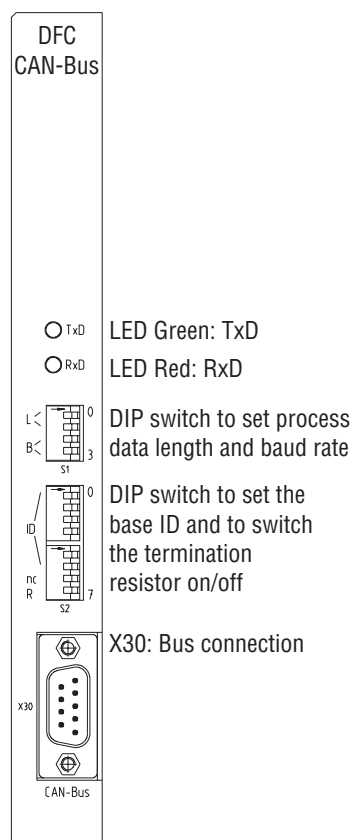 DFC
CAN-Bus
TxD
LED Green: TxD
RxD
LED Red: RxD
L
0
B
3
S1
DIP switch to set process
data length and baud rate
0
ID
nc
R
7
S2
DIP switch to set the
base ID and to switch
the termination
resistor on/off
X30: Bus connection
X30
CAN-Bus